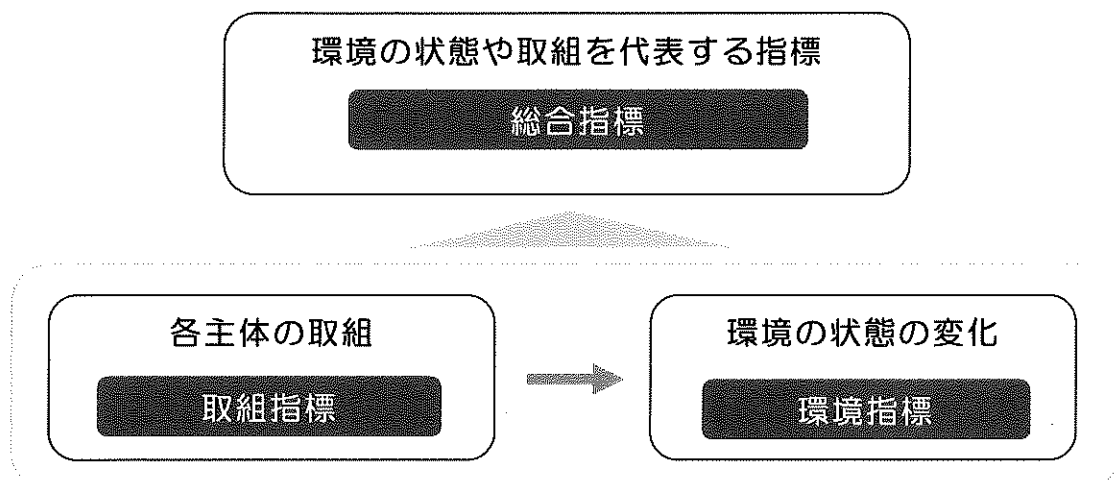 環境の状態や取組を代表する指標
総合指標
各主体の取組
取組指標
環境の状態の変化
環境指標